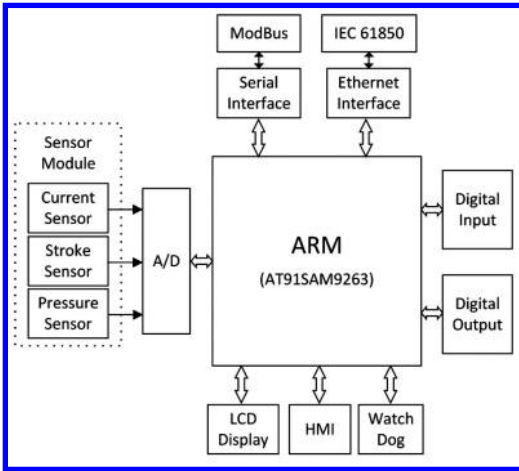 ModBus
IEC 61850
Serial
Interface
Ethernet
Interface
Sensor
Module
Current
Sensor
Stroke
Sensor
Pressure
Sensor
A/D
ARM
(AT91SAM9263)
Digital
Input
Digital
Output
LCD
Display
HMI
Watch
Dog